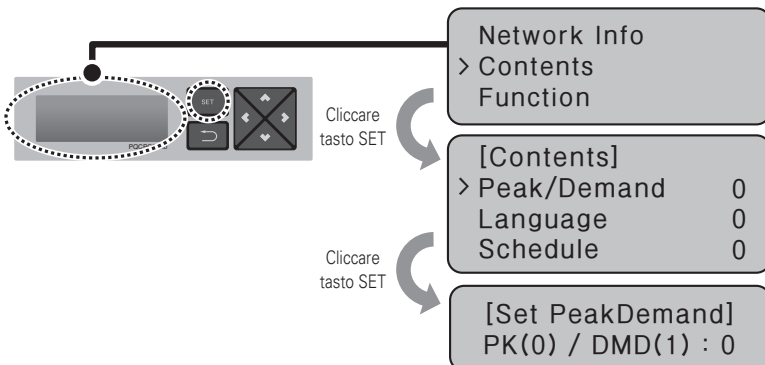 Network Info
> Contents
Function
SET
Cliccare
tasto SET
[Contents]
> Peak/Demand 0
Language 0
Schedule 0
Cliccare
tasto SET
[Set PeakDemand]
PK(0) / DMD(1) : 0